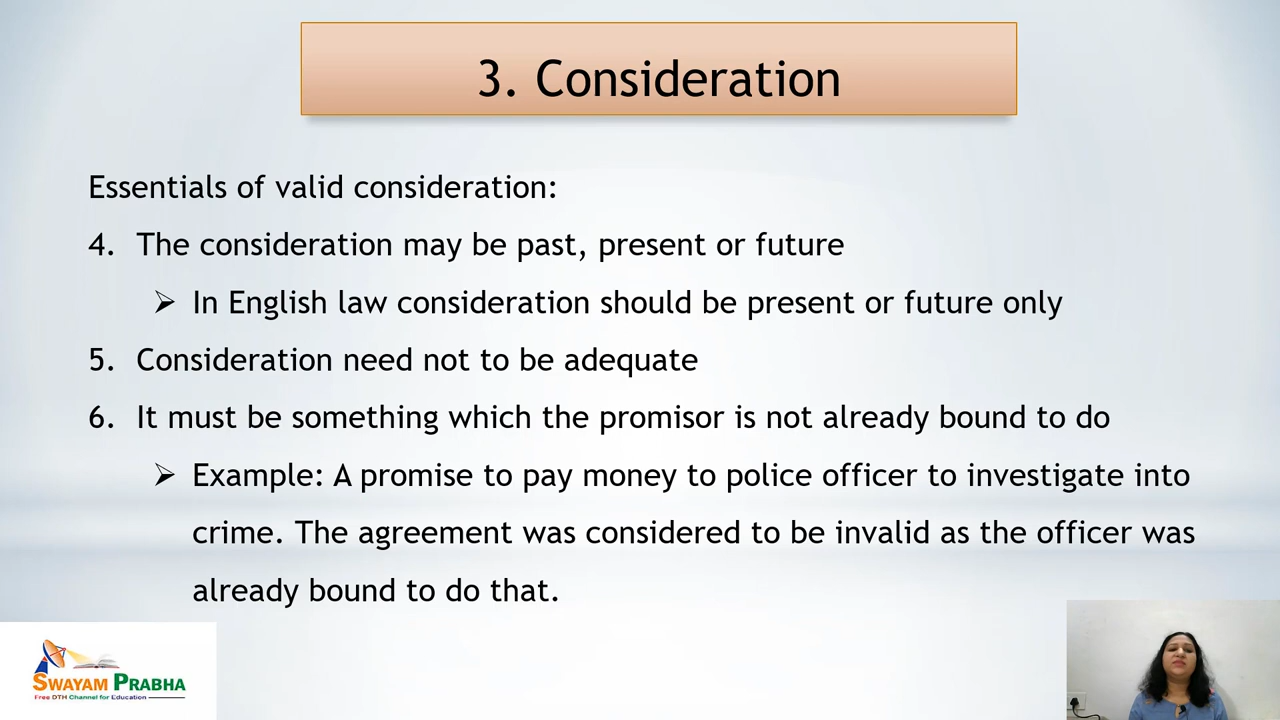 3. Consideration
Essentials of valid consideration:
4. The consideration may be past, present or future
➢ In English law consideration should be present or future only
5. Consideration need not to be adequate
6. It must be something which the promisor is not already bound to do
➢ Example: A promise to pay money to police officer to investigate into
crime. The agreement was considered to be invalid as the officer was
already bound to do that.
SWAYAM PRABHA
Free DTH Channel for Education